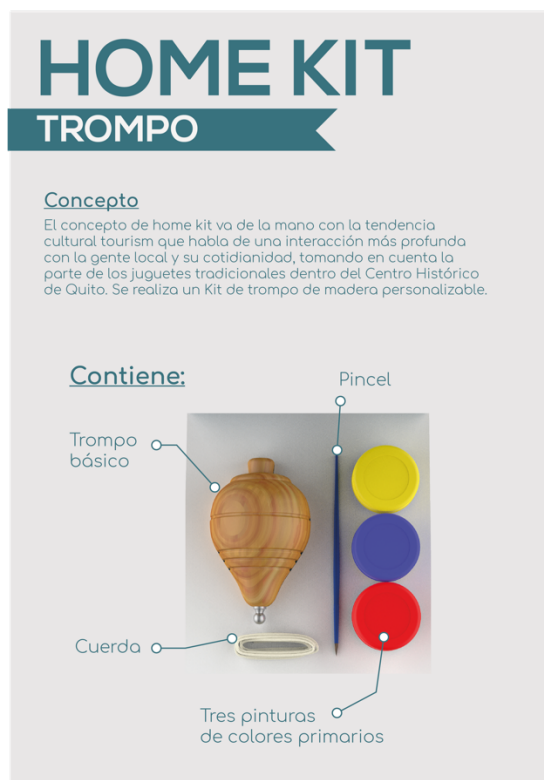 HOME KIT
TROMPO
Concepto
El concepto de home kit va de la mano con la tendencia
cultural tourism que habla de una interacción más profunda
con la gente local y su cotidianidad, tomando en cuenta la
parte de los juguetes tradicionales dentro del Centro Histórico
de Quito. Se realiza un Kit de trompo de madera personalizable.
Contiene:
Pincel
Trompo
básico
Cuerda
Tres pinturas
de colores primarios